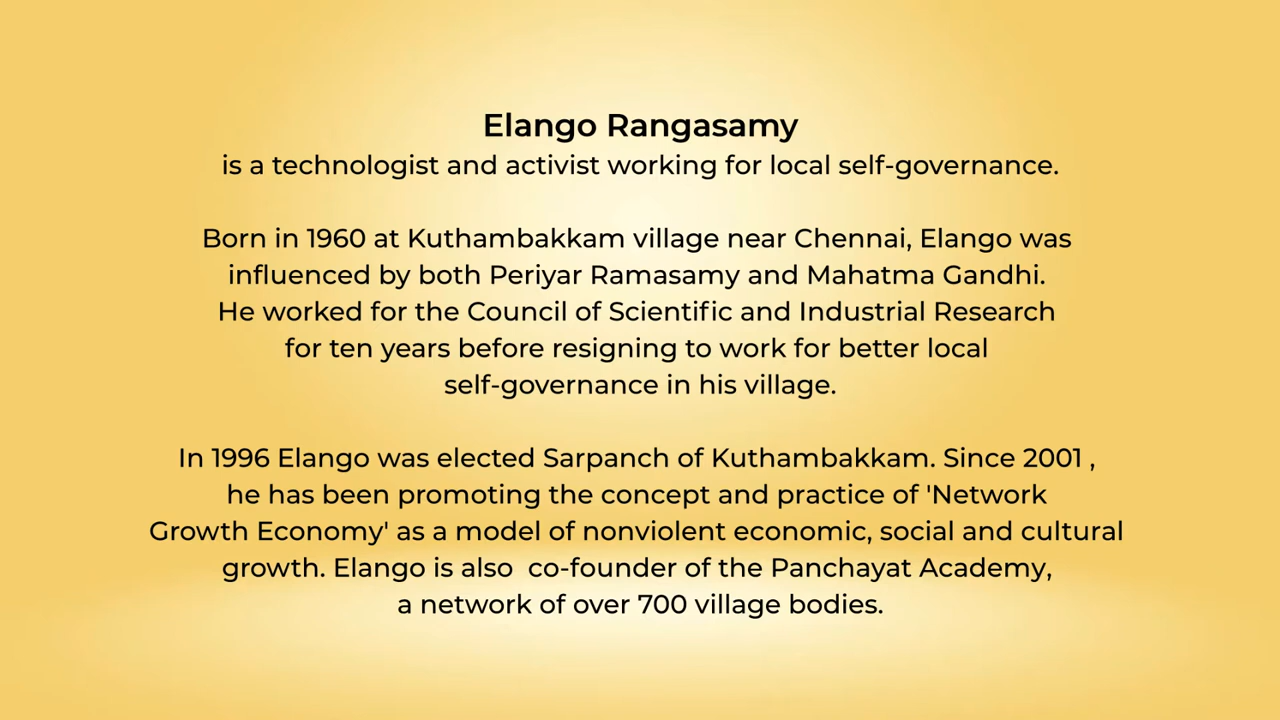 Elango Rangasamy
is a technologist and activist working for local self-governance.
Born in 1960 at Kuthambakkam village near Chennai, Elango was
influenced by both Periyar Ramasamy and Mahatma Gandhi.
He worked for the Council of Scientific and Industrial Research
for ten years before resigning to work for better local
self-governance in his village.
In 1996 Elango was elected Sarpanch of Kuthambakkam. Since 2001 ,
he has been promoting the concept and practice of 'Network
Growth Economy' as a model of nonviolent economic, social and cultural
growth. Elango is also  co-founder of the Panchayat Academy,
a network of over 700 village bodies.